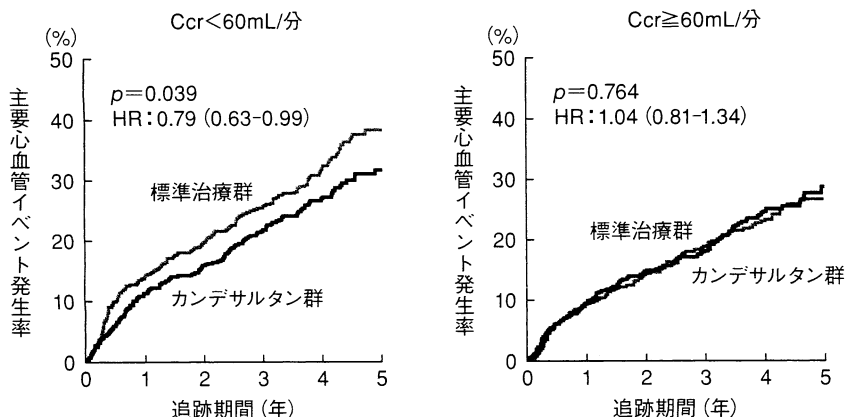 Ccr<60mL/分
(%)
50
40
30
20
10
0
主要心血管イベント発生率
p=0.039
HR：0.79 (0.63-0.99)
標準治療群
カンデサルタン群
0 1 2 3 4 5
追跡期間 (年)
Ccr≧60mL/分
(%)
50
40
30
20
10
0
主要心血管イベント発生率
p=0.764
HR：1.04 (0.81-1.34)
標準治療群
カンデサルタン群
0 1 2 3 4 5
追跡期間 (年)